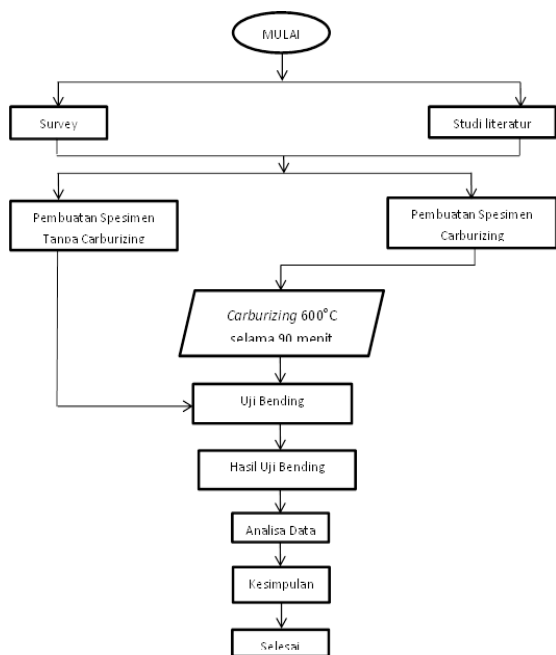 MULAI
Survey
Studi literatur
Pembuatan Spesimen
Tanpa Carburizing
Pembuatan Spesimen
Carburizing
Carburizing 600°C
selama 90 menit
Uji Bending
Hasil Uji Bending
Analisa Data
Kesimpulan
Selesai